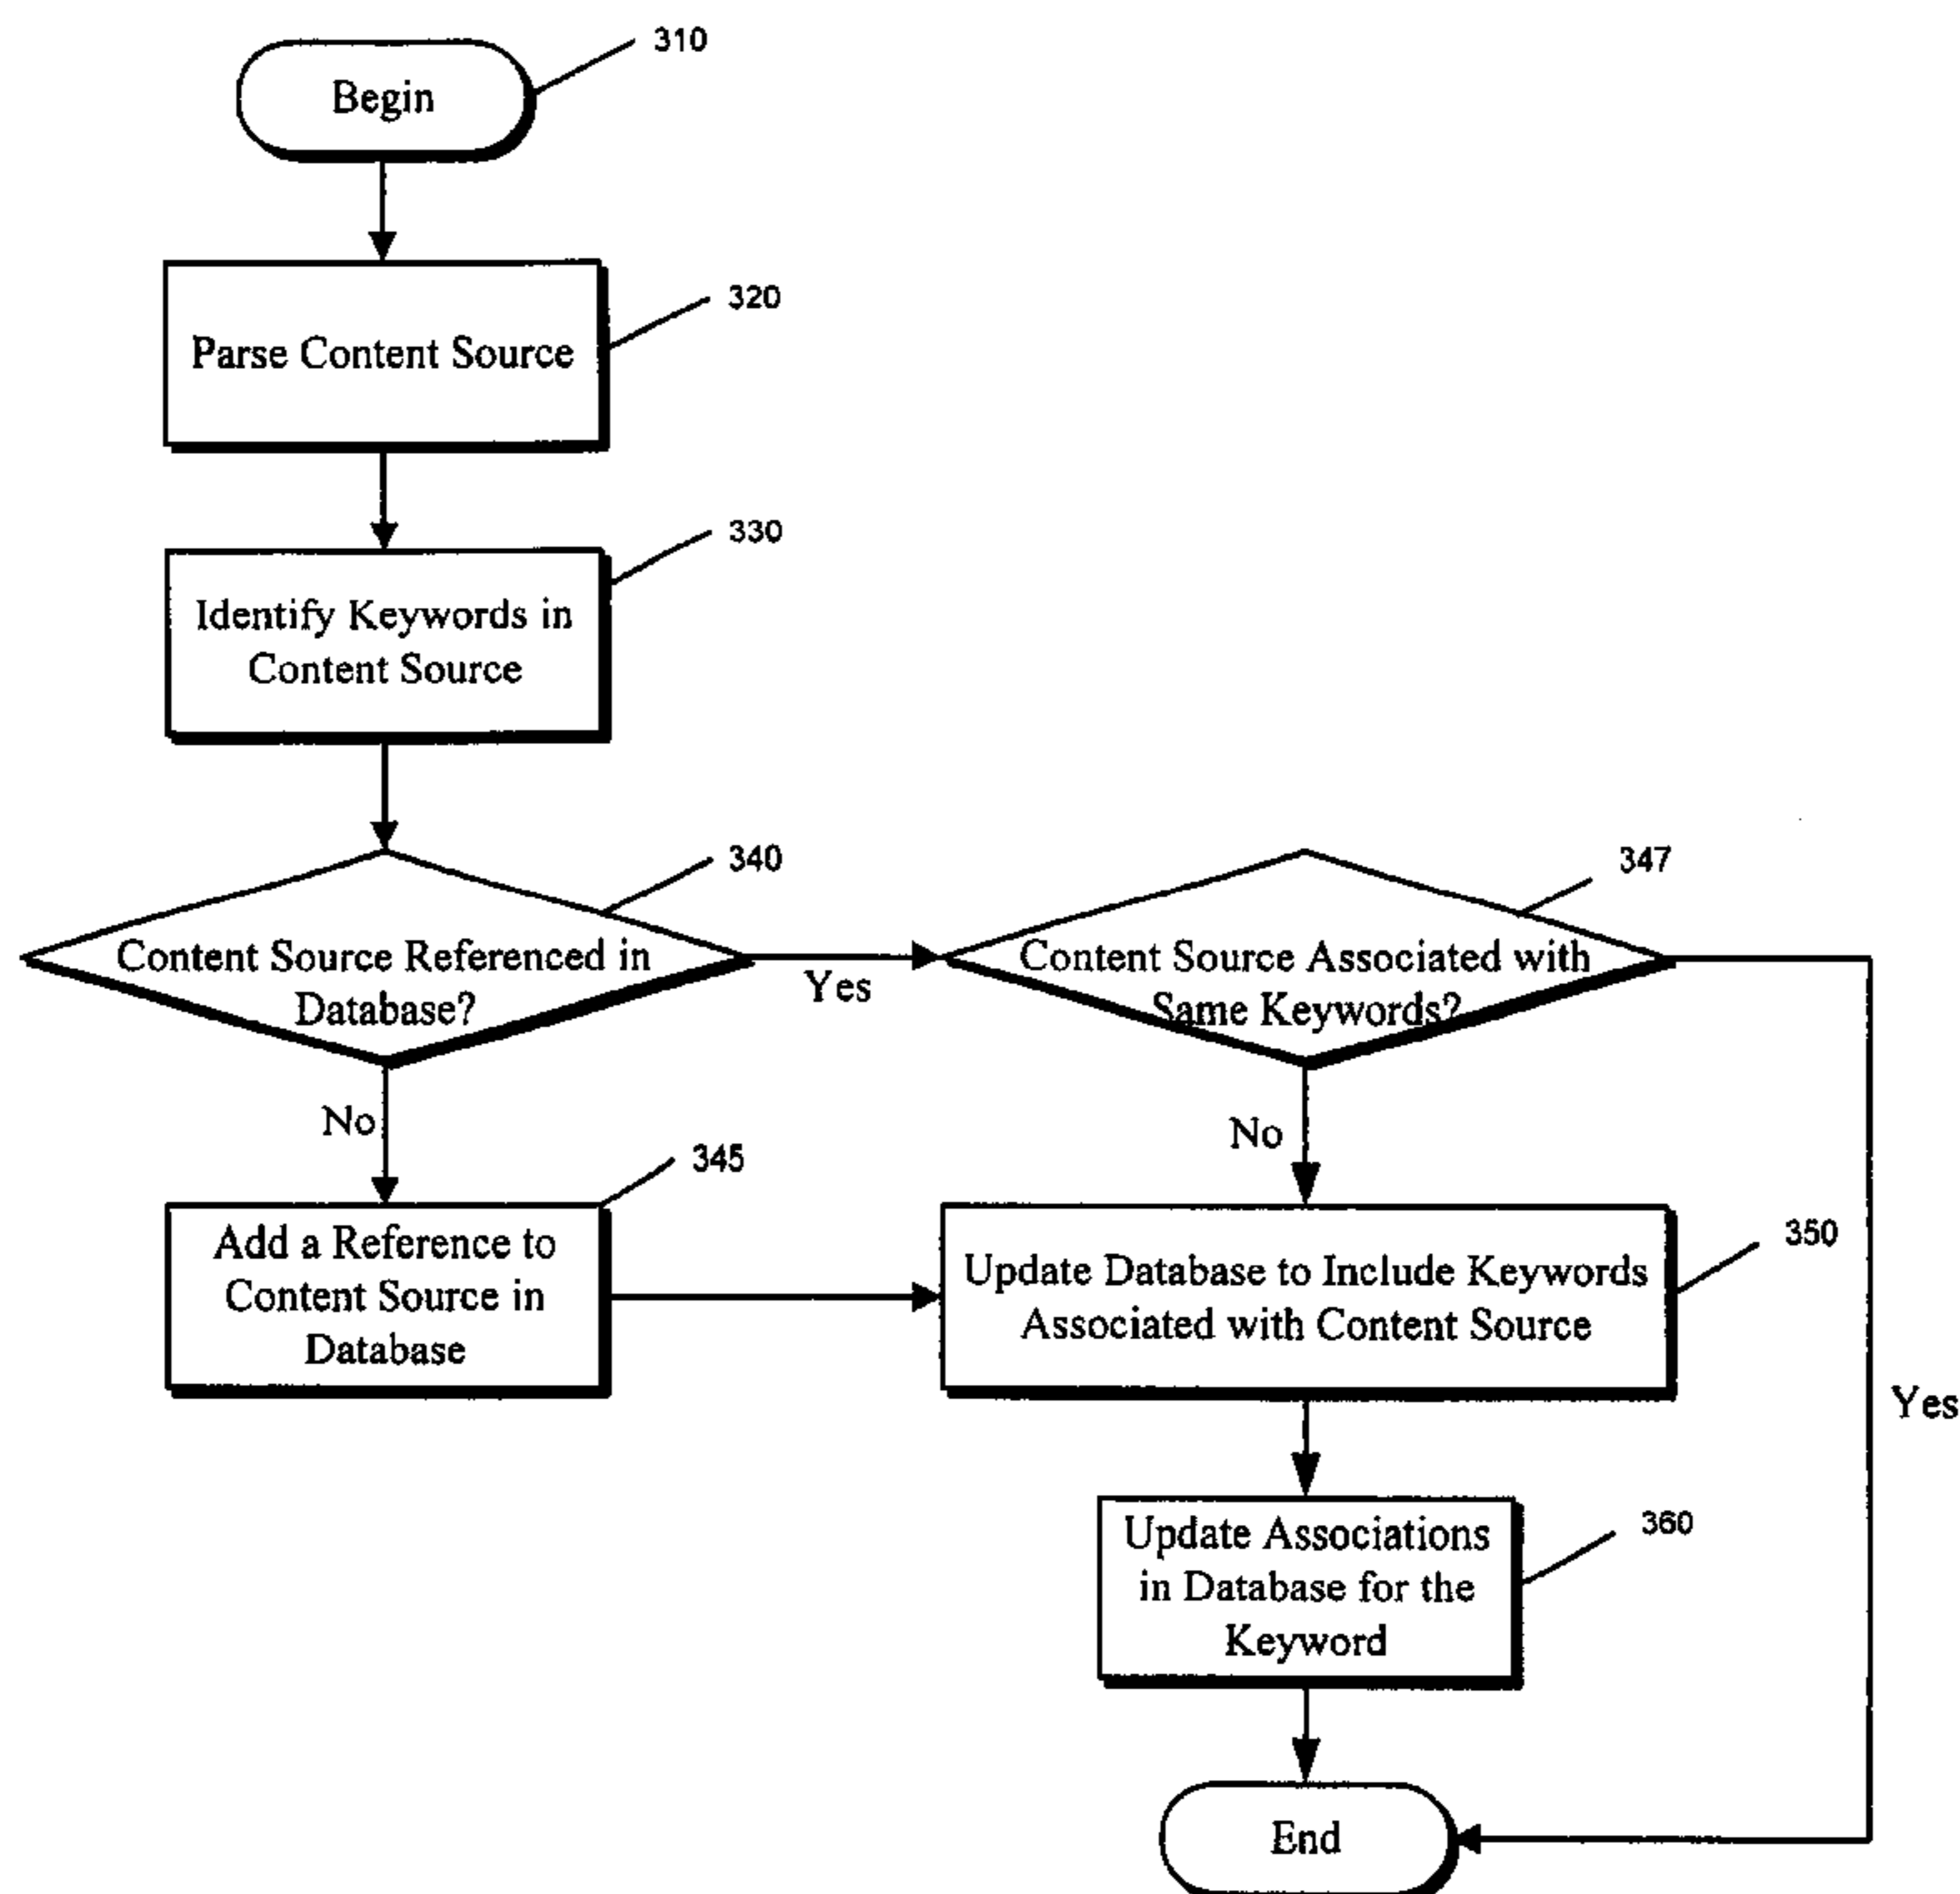 310
Begin
320
Parse Content Source
330
Identify Keywords in
Content Source
340
Content Source Referenced in
Database?
Yes
347
Content Source Associated with
Same Keywords?
No
No
345
Add a Reference to
Content Source in
Database
350
Update Database to Include Keywords
Associated with Content Source
Yes
360
Update Associations
in Database for the
Keyword
End